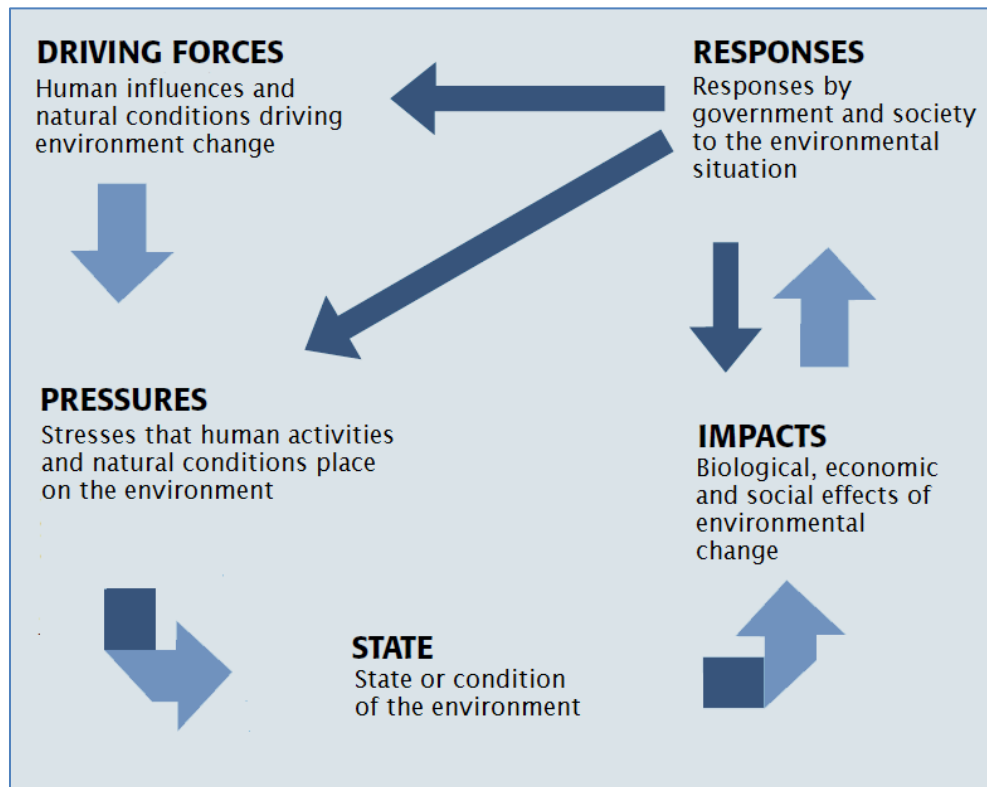 DRIVING FORCES
Human influences and
natural conditions driving
environment change
RESPONSES
Responses by
government and society
to the environmental
situation
PRESSURES
Stresses that human activities
and natural conditions place
on the environment
IMPACTS
Biological, economic
and social effects of
environmental
change
STATE
State or condition
of the environment